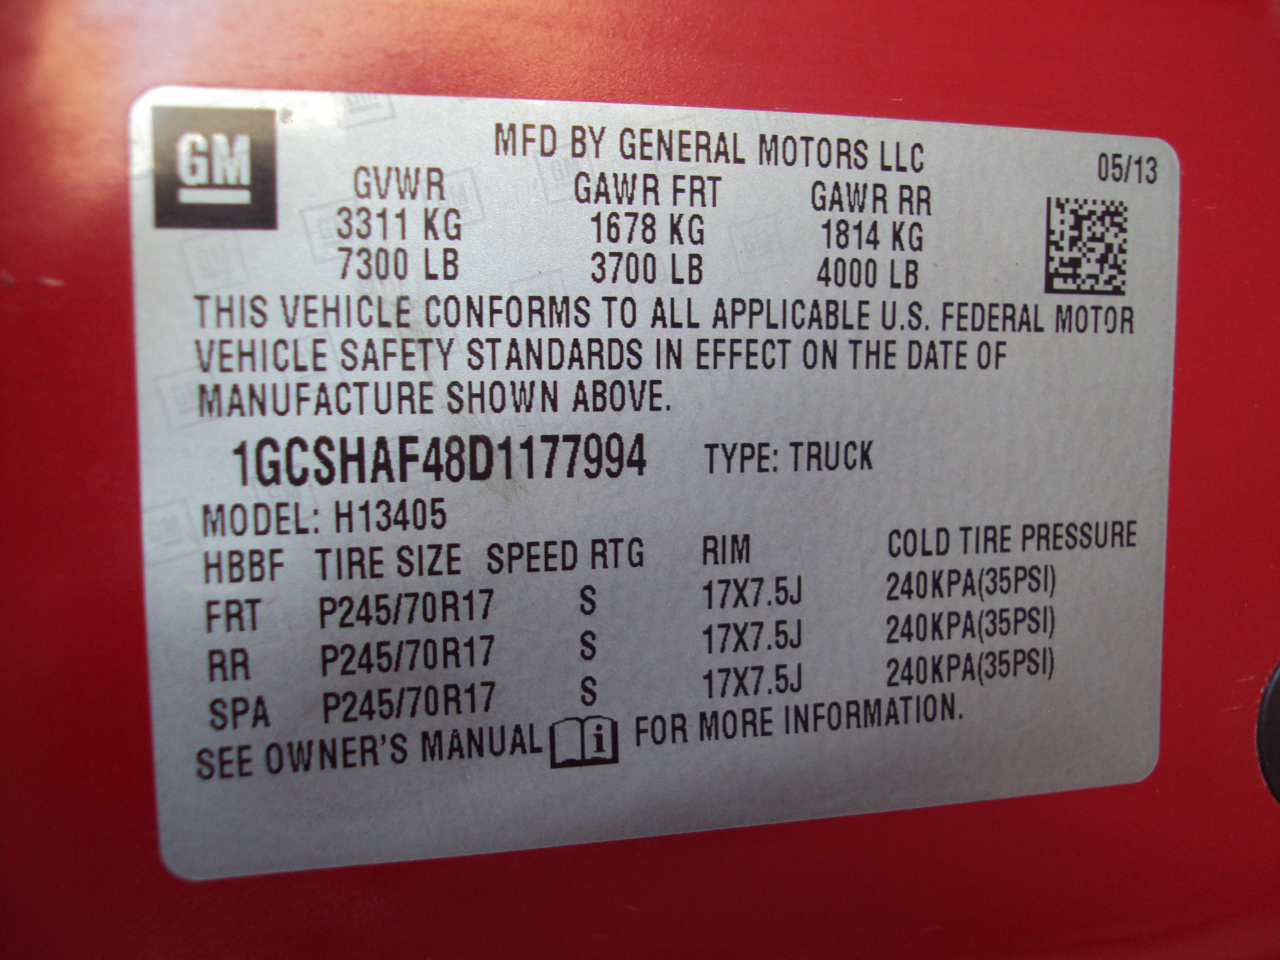 GM
MFD BY GENERAL MOTORS LLC
05/13
GVWR GAWR FRT GAWR RR
3311 KG 1678 KG 1814 KG
7300 LB 3700 LB 4000 LB
THIS VEHICLE CONFORMS TO ALL APPLICABLE U.S. FEDERAL MOTOR
VEHICLE SAFETY STANDARDS IN EFFECT ON THE DATE OF
MANUFACTURE SHOWN ABOVE.
1GCSHAF48D1177994 TYPE: TRUCK
MODEL: H13405
HBBF TIRE SIZE SPEED RTG RIM COLD TIRE PRESSURE
FRT P245/70R17 S 17X7.5J 240KPA(35PSI)
RR P245/70R17 S 17X7.5J 240KPA(35PSI)
SPA P245/70R17 S 17X7.5J 240KPA(35PSI)
SEE OWNER'S MANUAL i FOR MORE INFORMATION.